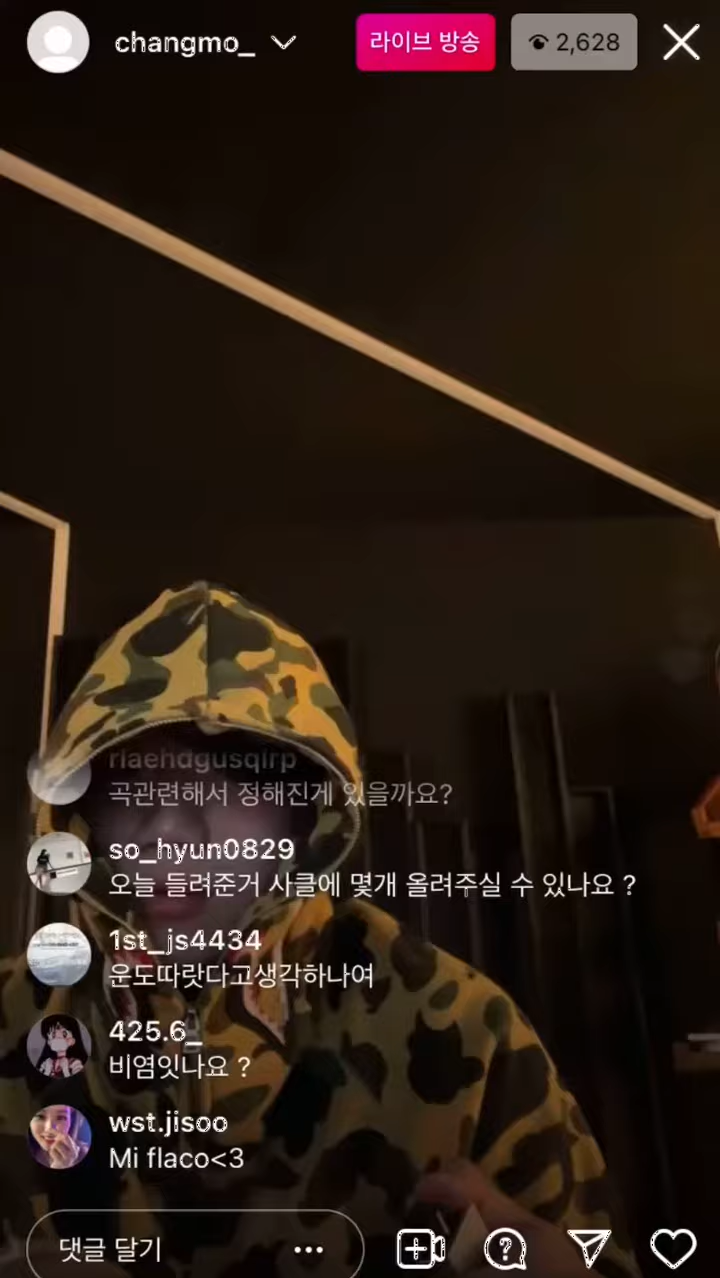 changmo_
라이브 방송
2,628
riaehdgusqirp
곡관련해서 정해진게 있을까요?
so_hyun0829
오늘 들려준거 사클에 몇개 올려주실 수 있나요 ?
1st_js4434
운도따랏다고생각하나여
425.6_
비염잇나요 ?
wst.jisoo
Mi flaco<3
댓글 달기